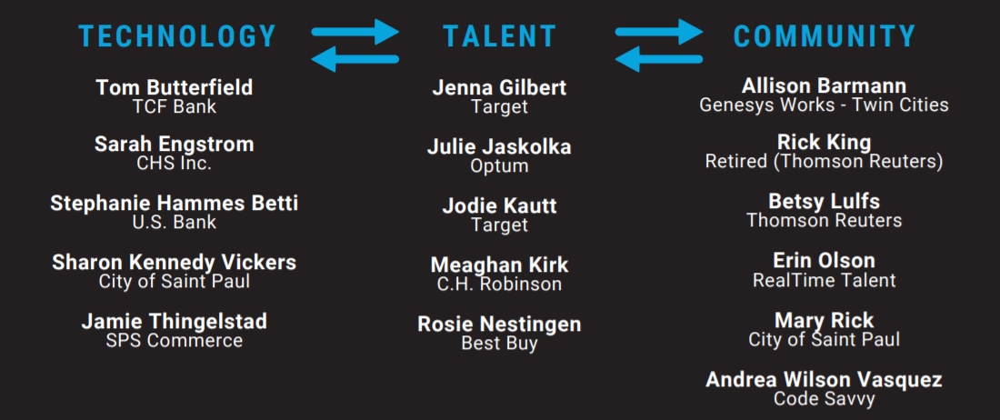 TECHNOLOGY
Tom Butterfield
TCF Bank
Sarah Engstrom
CHS Inc.
Stephanie Hammes Betti
U.S. Bank
Sharon Kennedy Vickers
City of Saint Paul
Jamie Thingelstad
SPS Commerce
TALENT
Jenna Gilbert
Target
Julie Jaskolka
Optum
Jodie Kautt
Target
Meaghan Kirk
C.H. Robinson
Rosie Nestingen
Best Buy
COMMUNITY
Allison Barmann
Genesys Works - Twin Cities
Rick King
Retired (Thomson Reuters)
Betsy Lulfs
Thomson Reuters
Erin Olson
RealTime Talent
Mary Rick
City of Saint Paul
Andrea Wilson Vasquez
Code Savvy